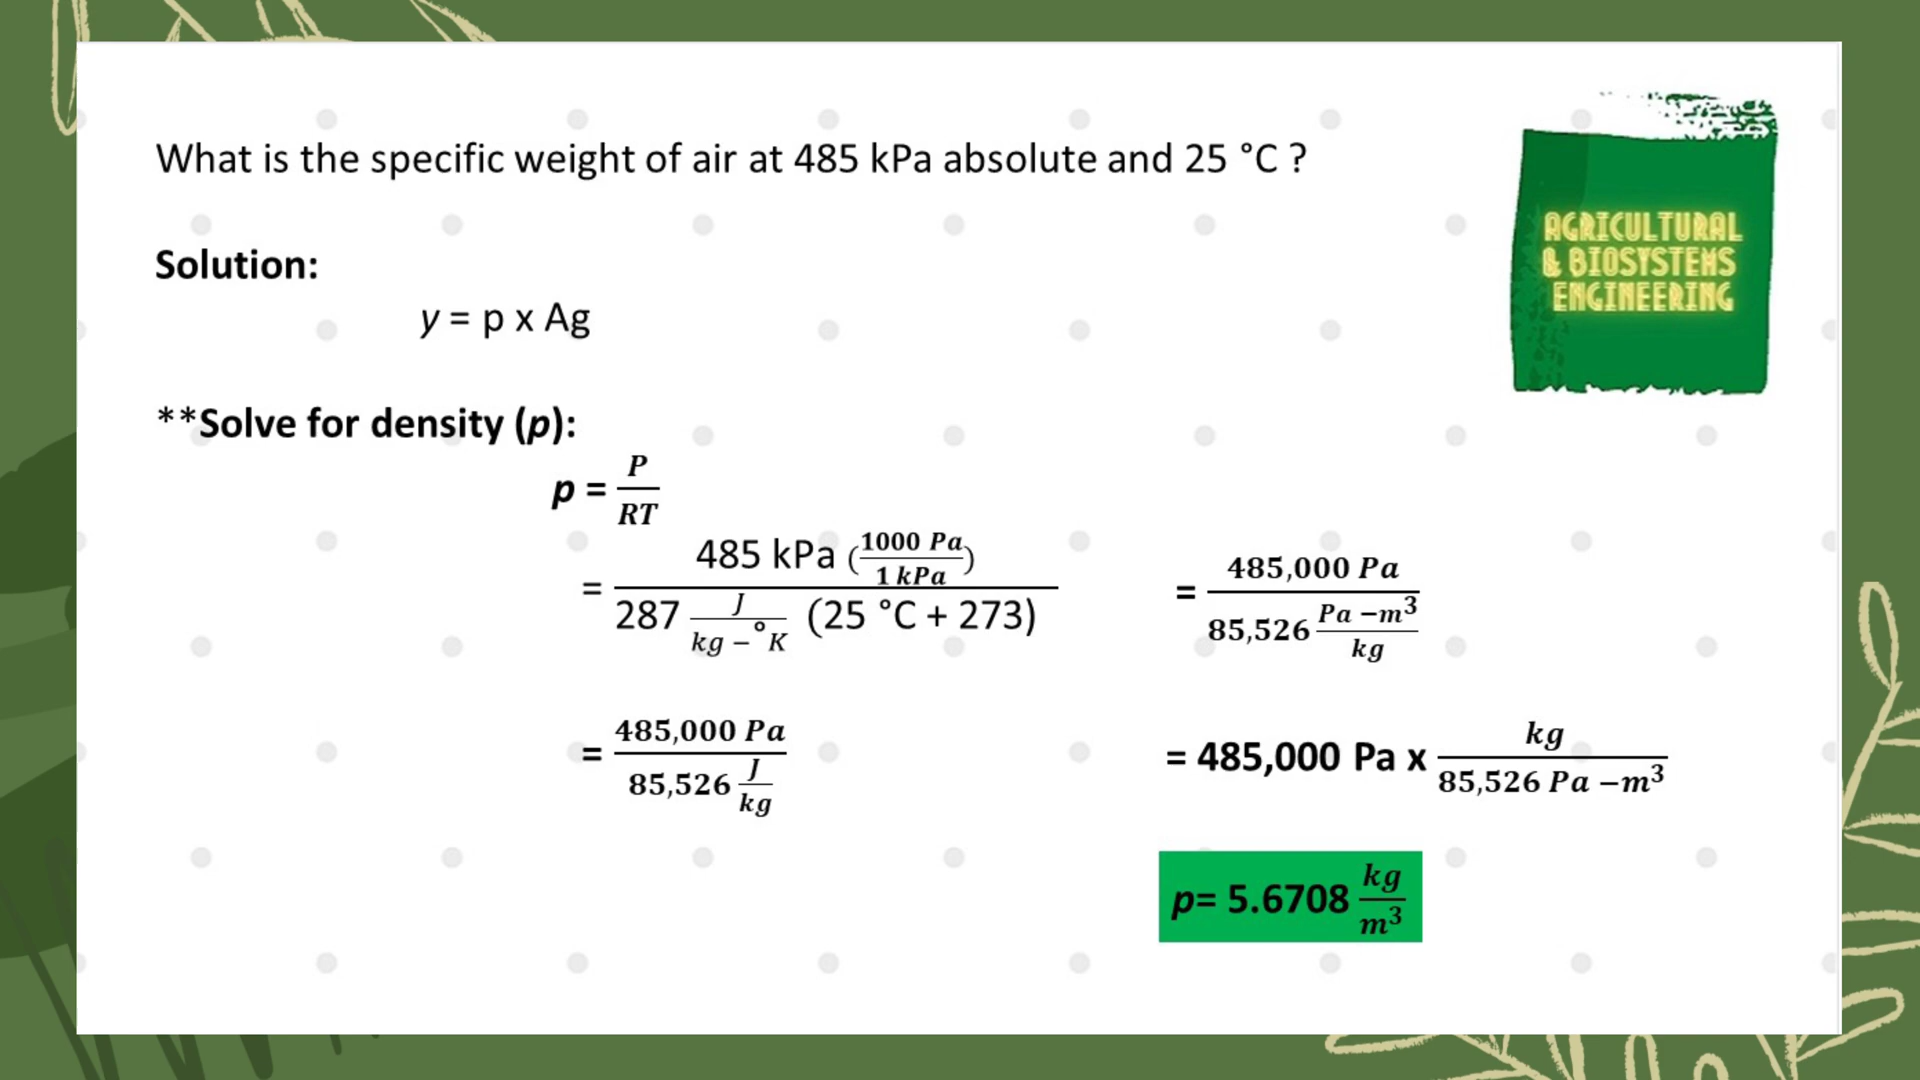 What is the specific weight of air at 485 kPa absolute and 25 °C ?
AGRICULTURAL
& BIOSYSTEMS
ENGINEERING
Solution:
y = p x Ag
**Solve for density (p):
p = P / RT
= 485 kPa (1000 Pa / 1 kPa) / 287 J / kg – °K (25 °C + 273)
= 485,000 Pa / 85,526 J / kg
= 485,000 Pa / 85,526 Pa – m³ / kg
= 485,000 Pa x kg / 85,526 Pa – m³
p= 5.6708 kg / m³